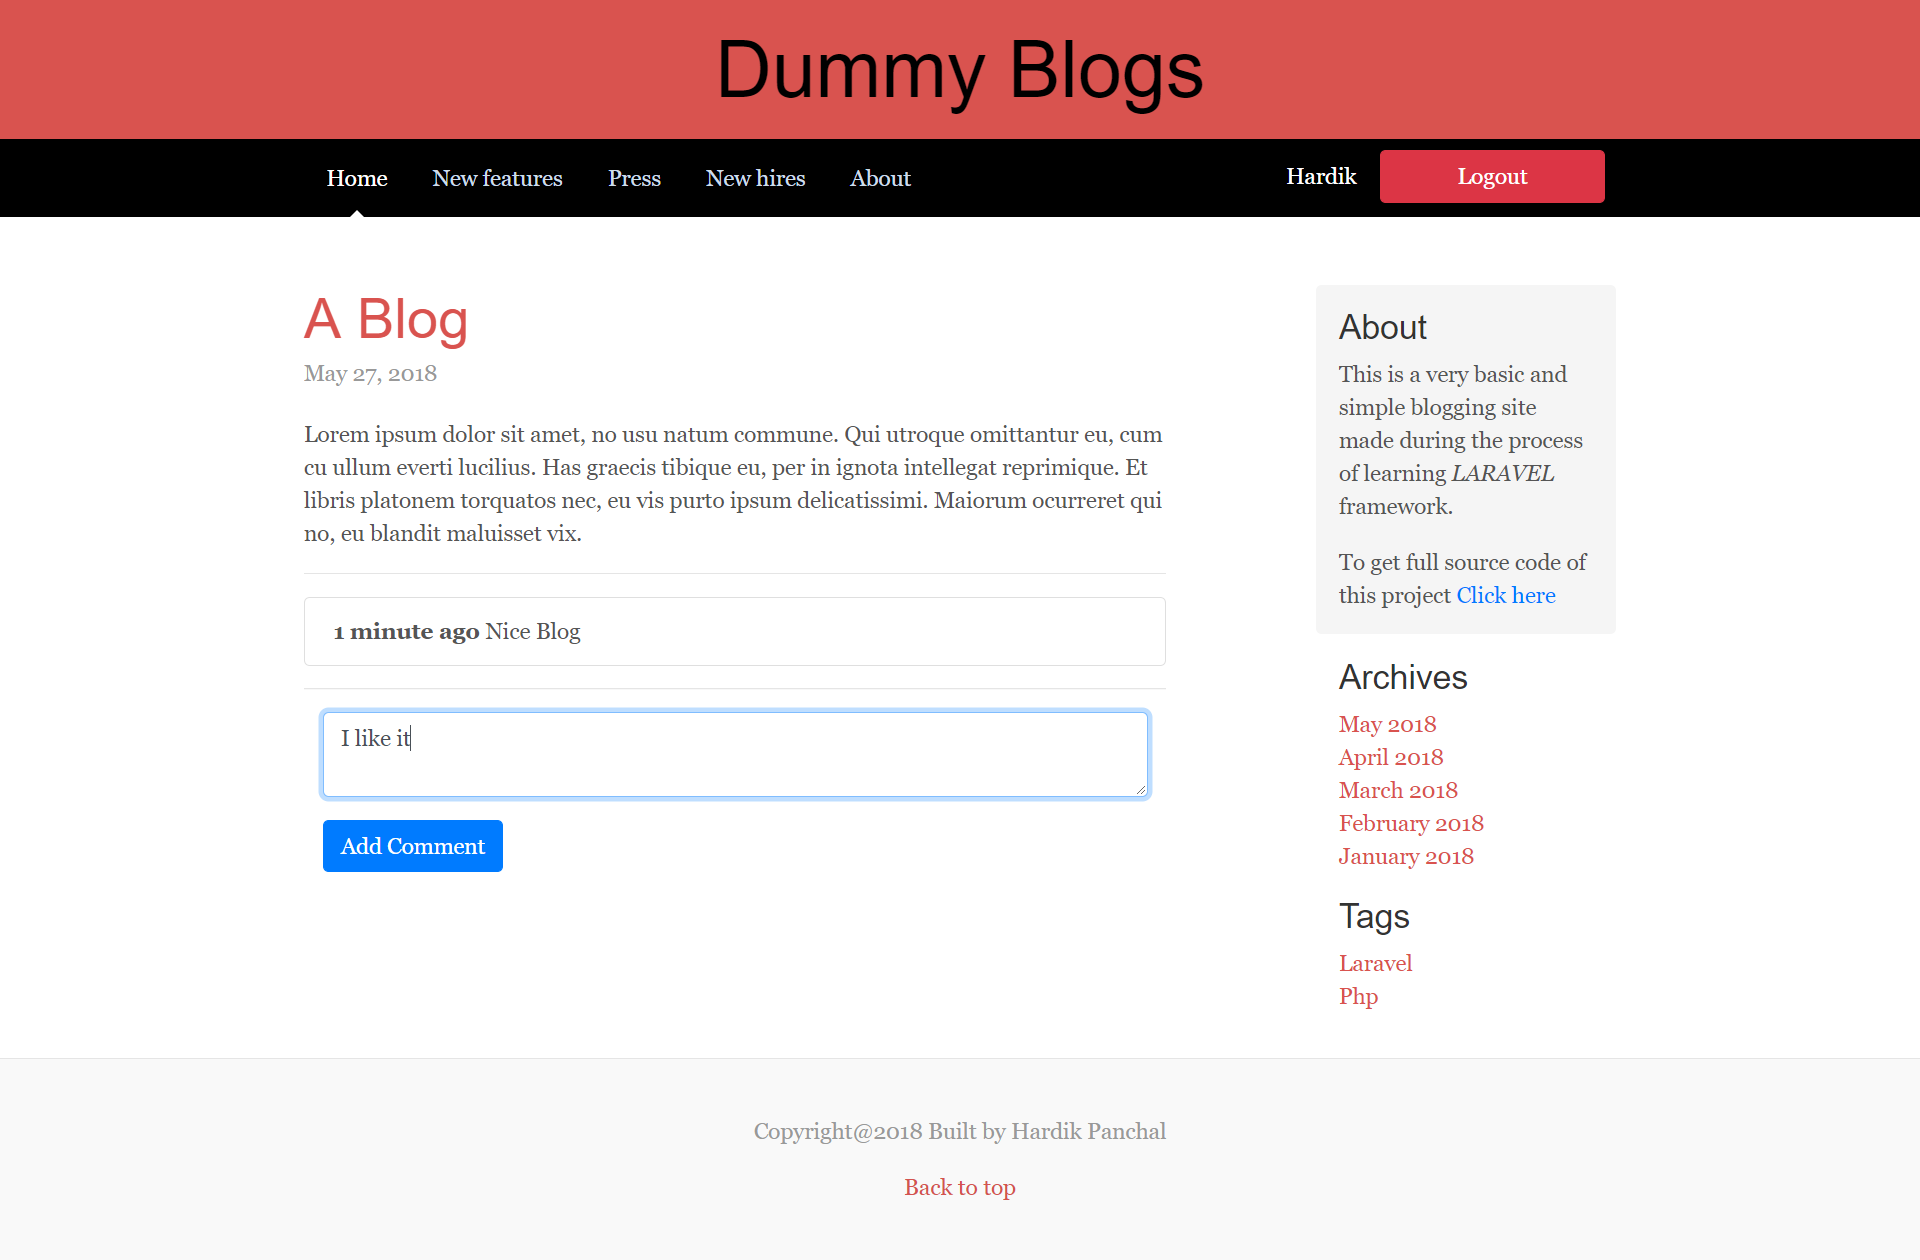 Dummy Blogs
Home New features Press New hires About Hardik Logout
A Blog
May 27, 2018
Lorem ipsum dolor sit amet, no usu natum commune. Qui utroque omittantur eu, cum
cu ullum everti lucilius. Has graecis tibique eu, per in ignota intellegat reprimique. Et
libris platonem torquatos nec, eu vis purto ipsum delicatissimi. Maiorum ocurreret qui
no, eu blandit maluisset vix.
1 minute ago Nice Blog
I like it
Add Comment
About
This is a very basic and
simple blogging site
made during the process
of learning LARAVEL
framework.
To get full source code of
this project Click here
Archives
May 2018
April 2018
March 2018
February 2018
January 2018
Tags
Laravel
Php
Copyright@2018 Built by Hardik Panchal
Back to top